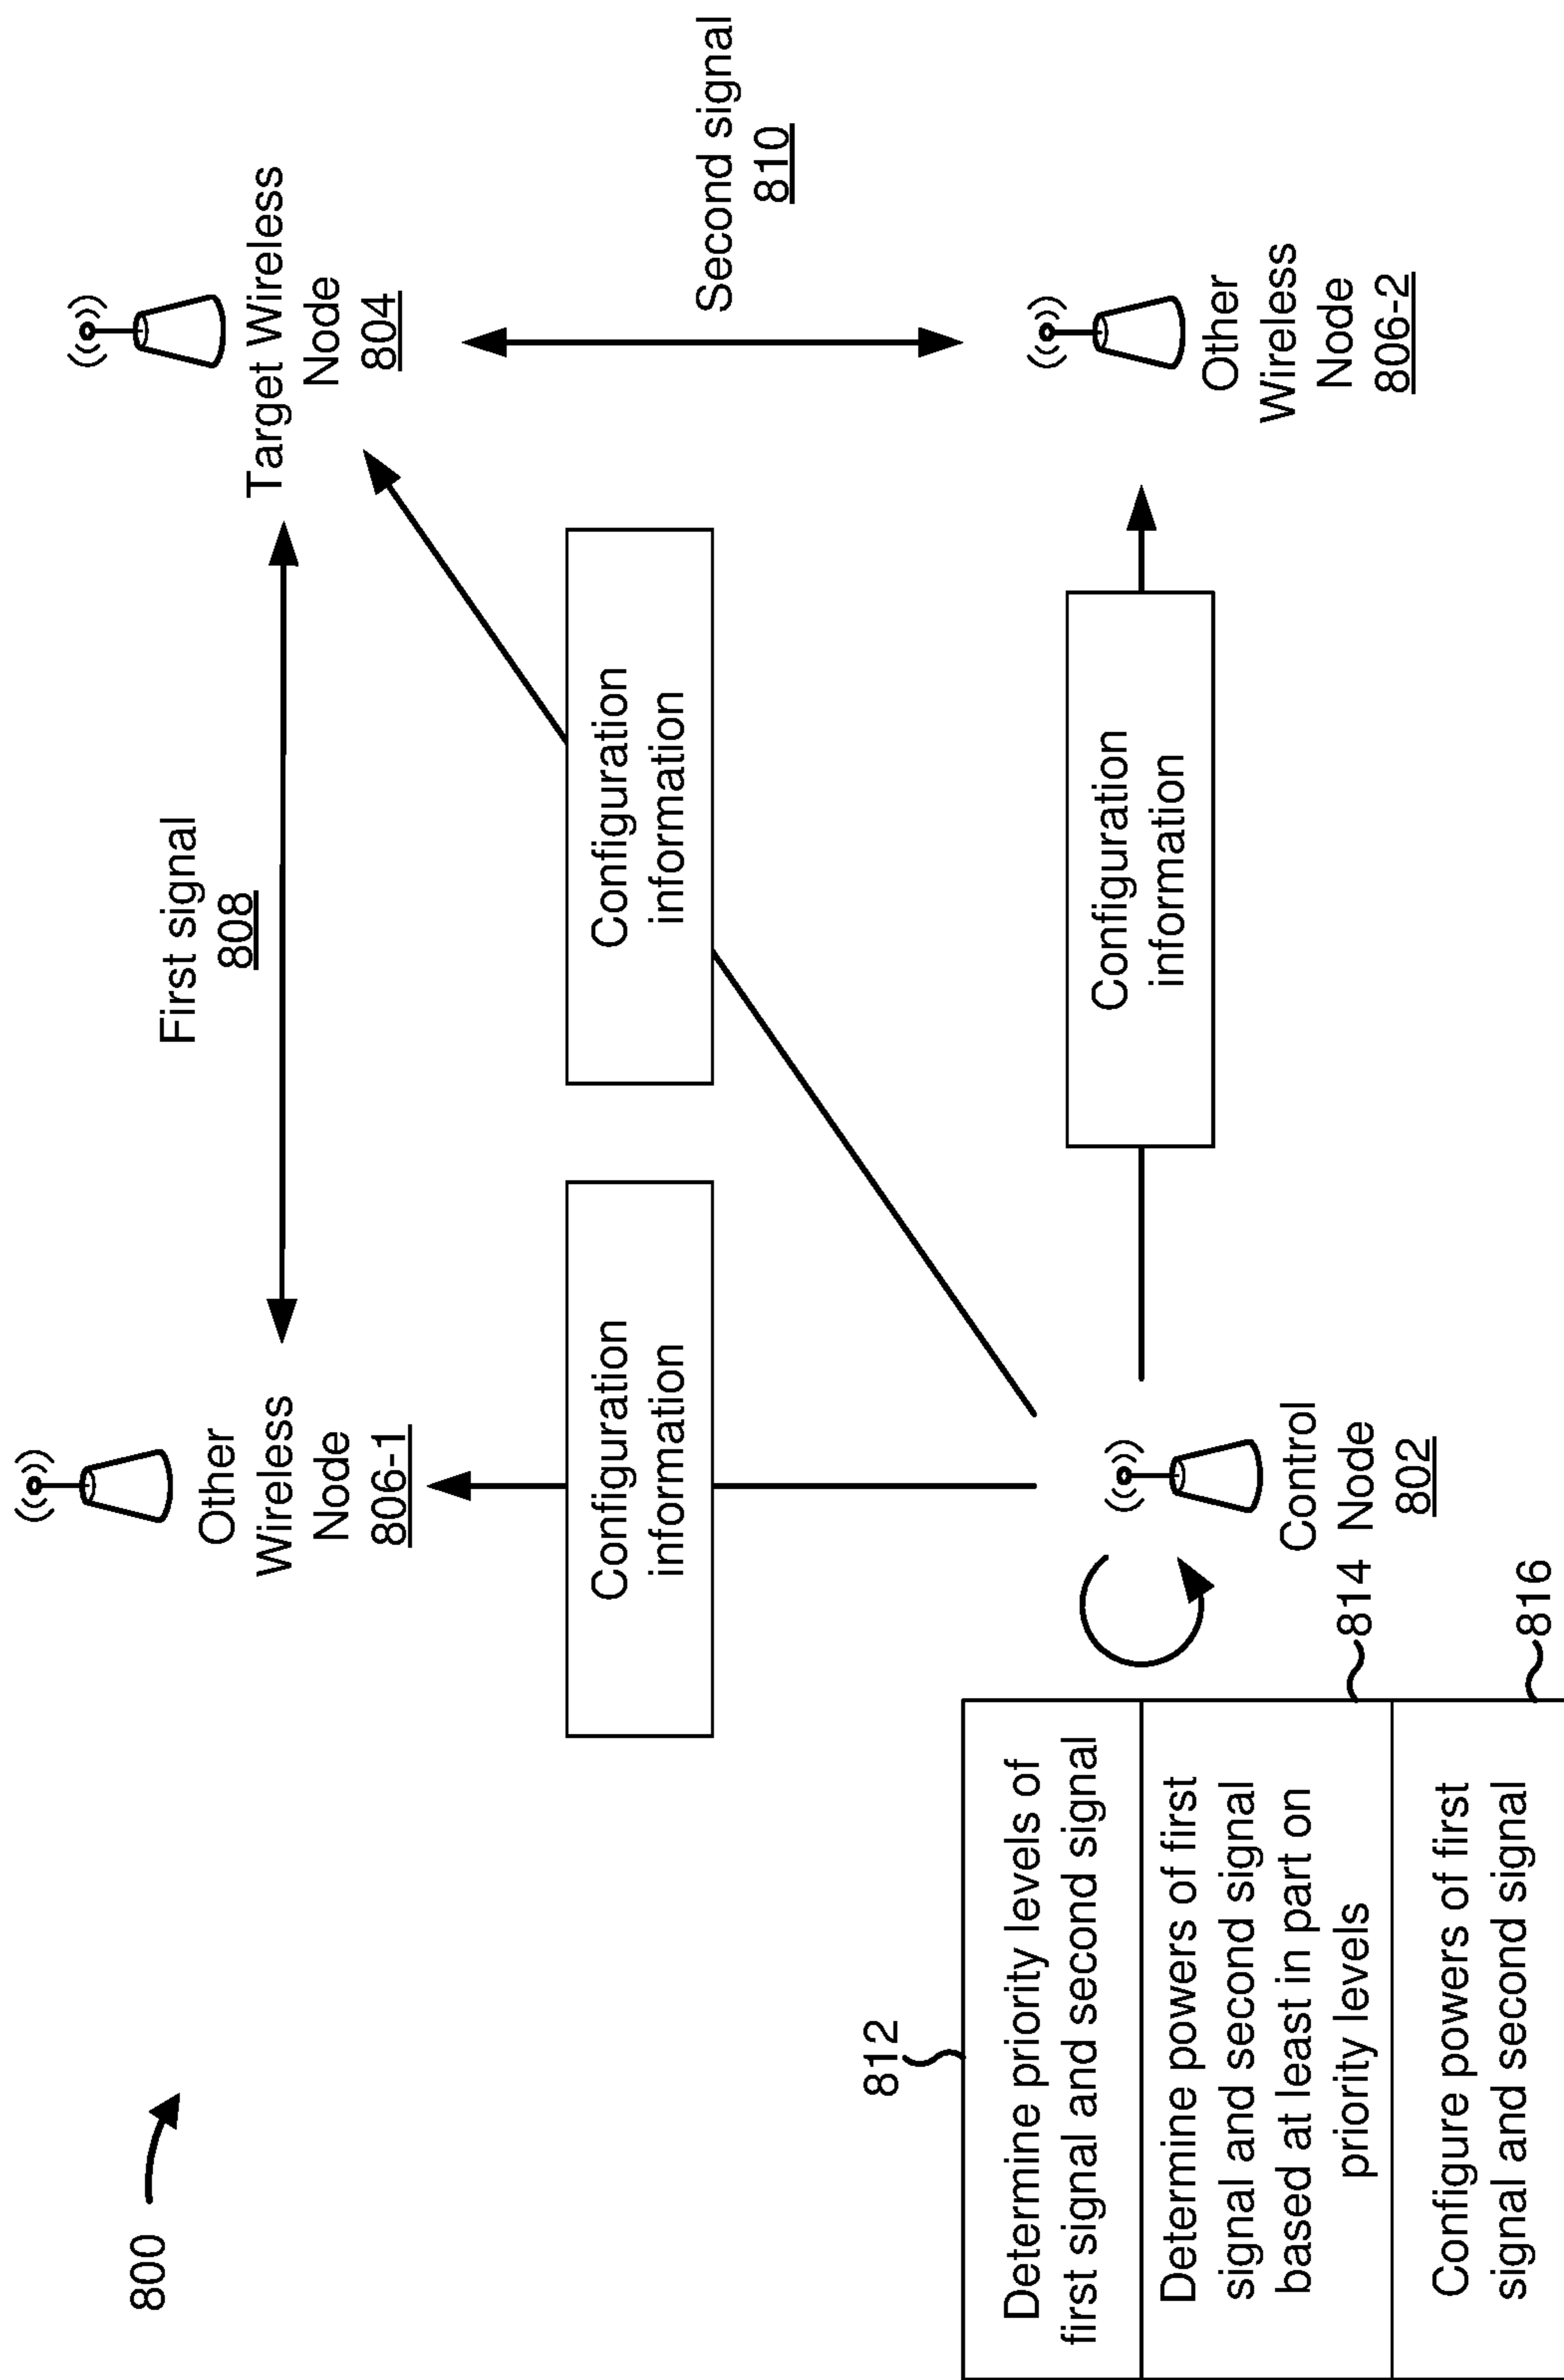 800
Other
Wireless
Node
806-1
First signal
808
Target Wireless
Node
804
Configuration
information
Configuration
information
Second signal
810
812
Determine priority levels of
first signal and second signal
Determine powers of first
signal and second signal
based at least in part on
priority levels
814
Configure powers of first
signal and second signal
816
Control
Node
802
Configuration
information
Other
Wireless
Node
806-2